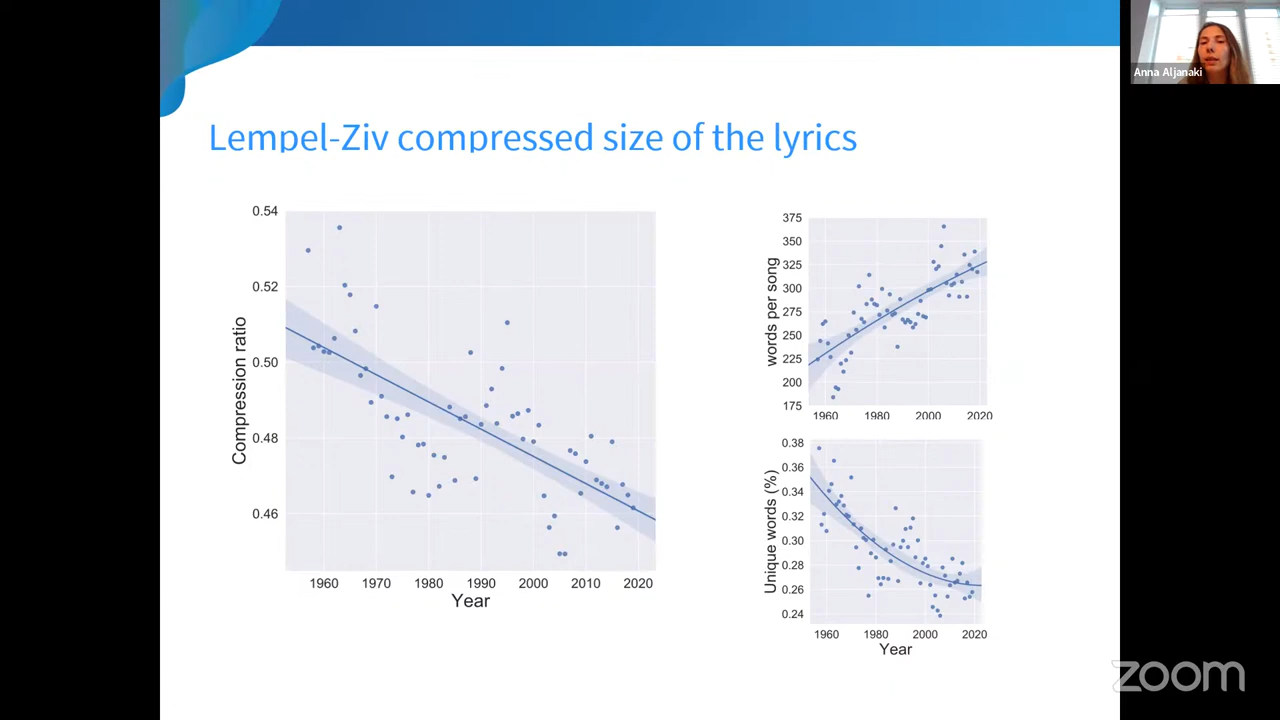 Anna Aljanaki
Lempel-Ziv compressed size of the lyrics
Compression ratio
0.54
0.52
0.50
0.48
0.46
1960 1970 1980 1990 2000 2010 2020
Year
words per song
375
350
325
300
275
250
225
200
175
1960 1980 2000 2020
Unique words (%)
0.38
0.36
0.34
0.32
0.30
0.28
0.26
0.24
1960 1980 2000 2020
Year
zoom